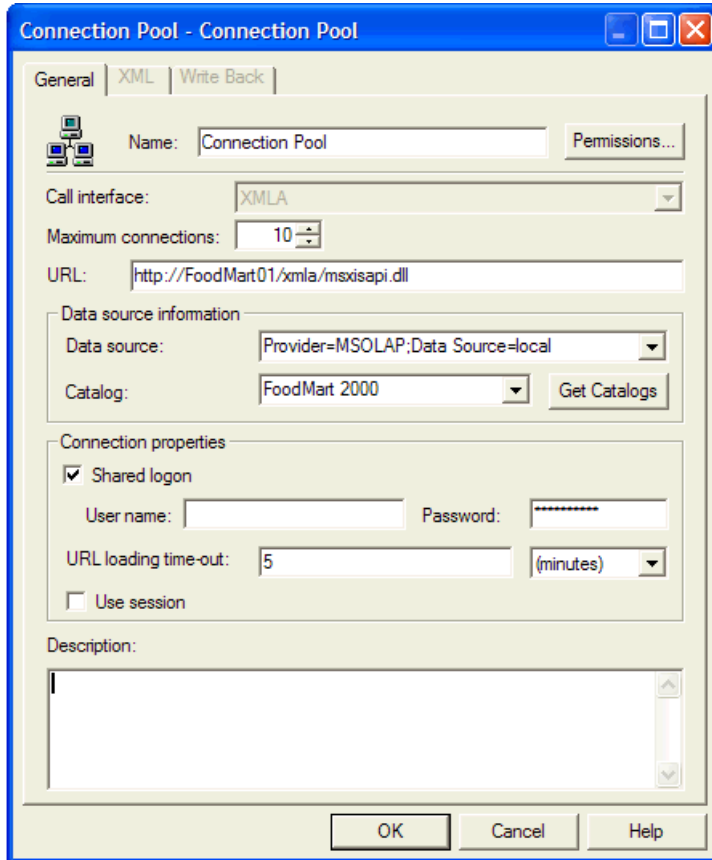 Connection Pool - Connection Pool
General XML Write Back
Name: Connection Pool Permissions...
Call interface: XMLA
Maximum connections: 10
URL: http://FoodMart01/xmla/msxisapi.dll
Data source information
Data source: Provider=MSOLAP;Data Source=local
Catalog: FoodMart 2000 Get Catalogs
Connection properties
Shared logon
User name: Password: **********
URL loading time-out: 5 (minutes)
Use session
Description:
OK Cancel Help